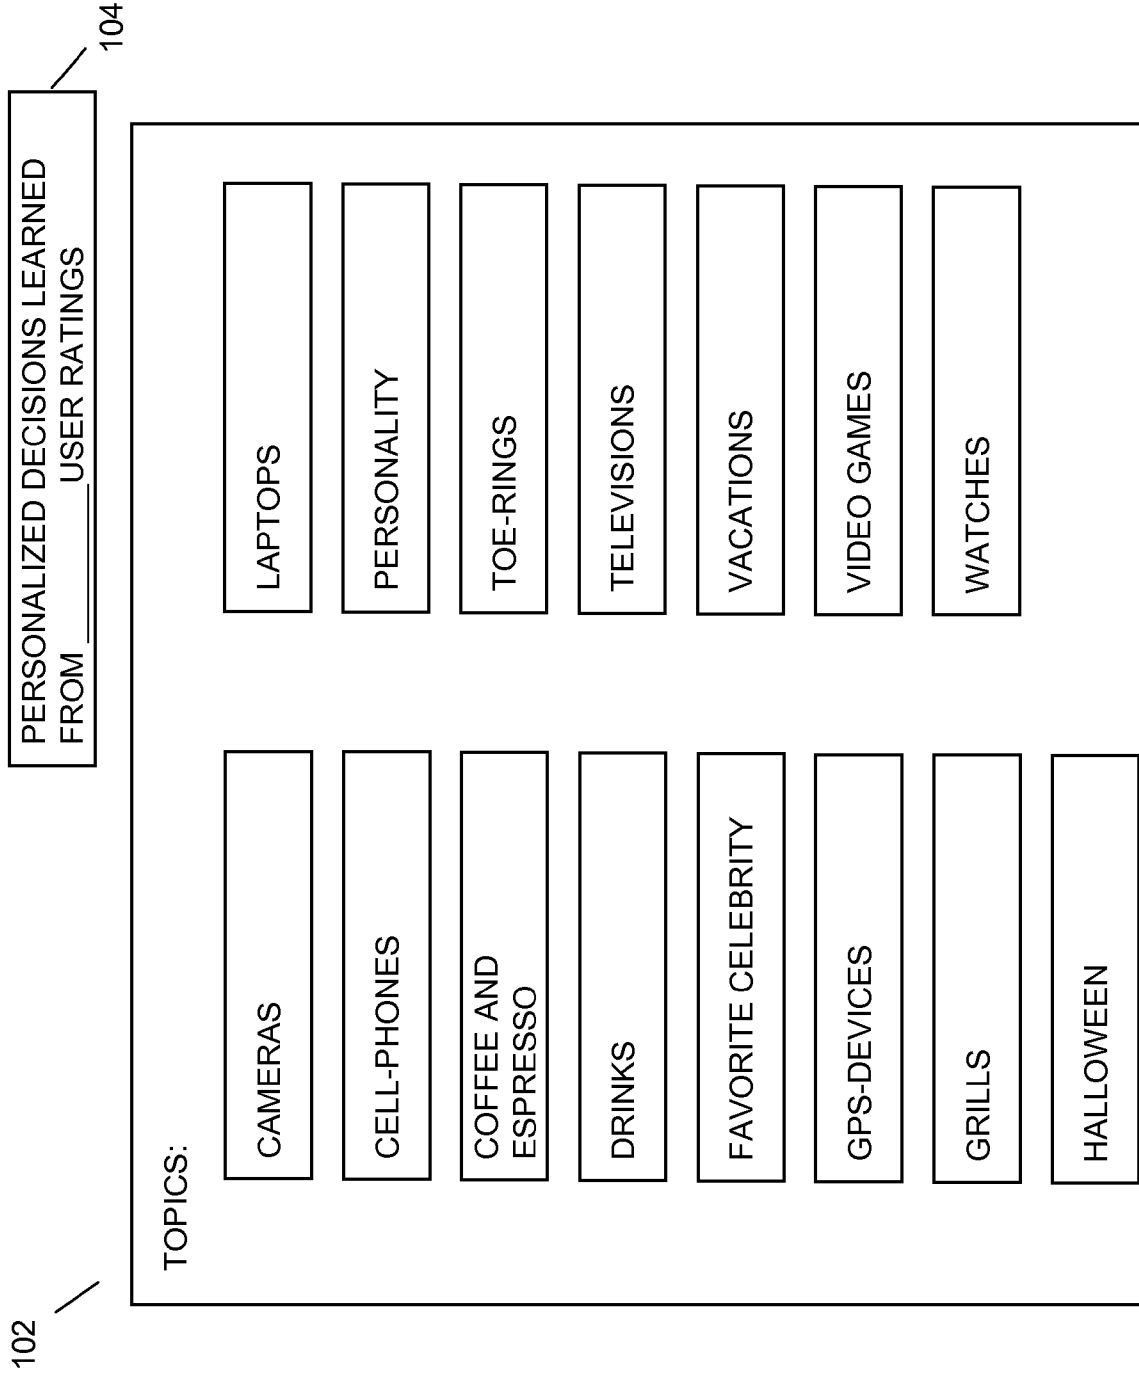 102
PERSONALIZED DECISIONS LEARNED
FROM ________ USER RATINGS
104
TOPICS:
CAMERAS
CELL-PHONES
COFFEE AND
ESPRESSO
DRINKS
FAVORITE CELEBRITY
GPS-DEVICES
GRILLS
HALLOWEEN
LAPTOPS
PERSONALITY
TOE-RINGS
TELEVISIONS
VACATIONS
VIDEO GAMES
WATCHES